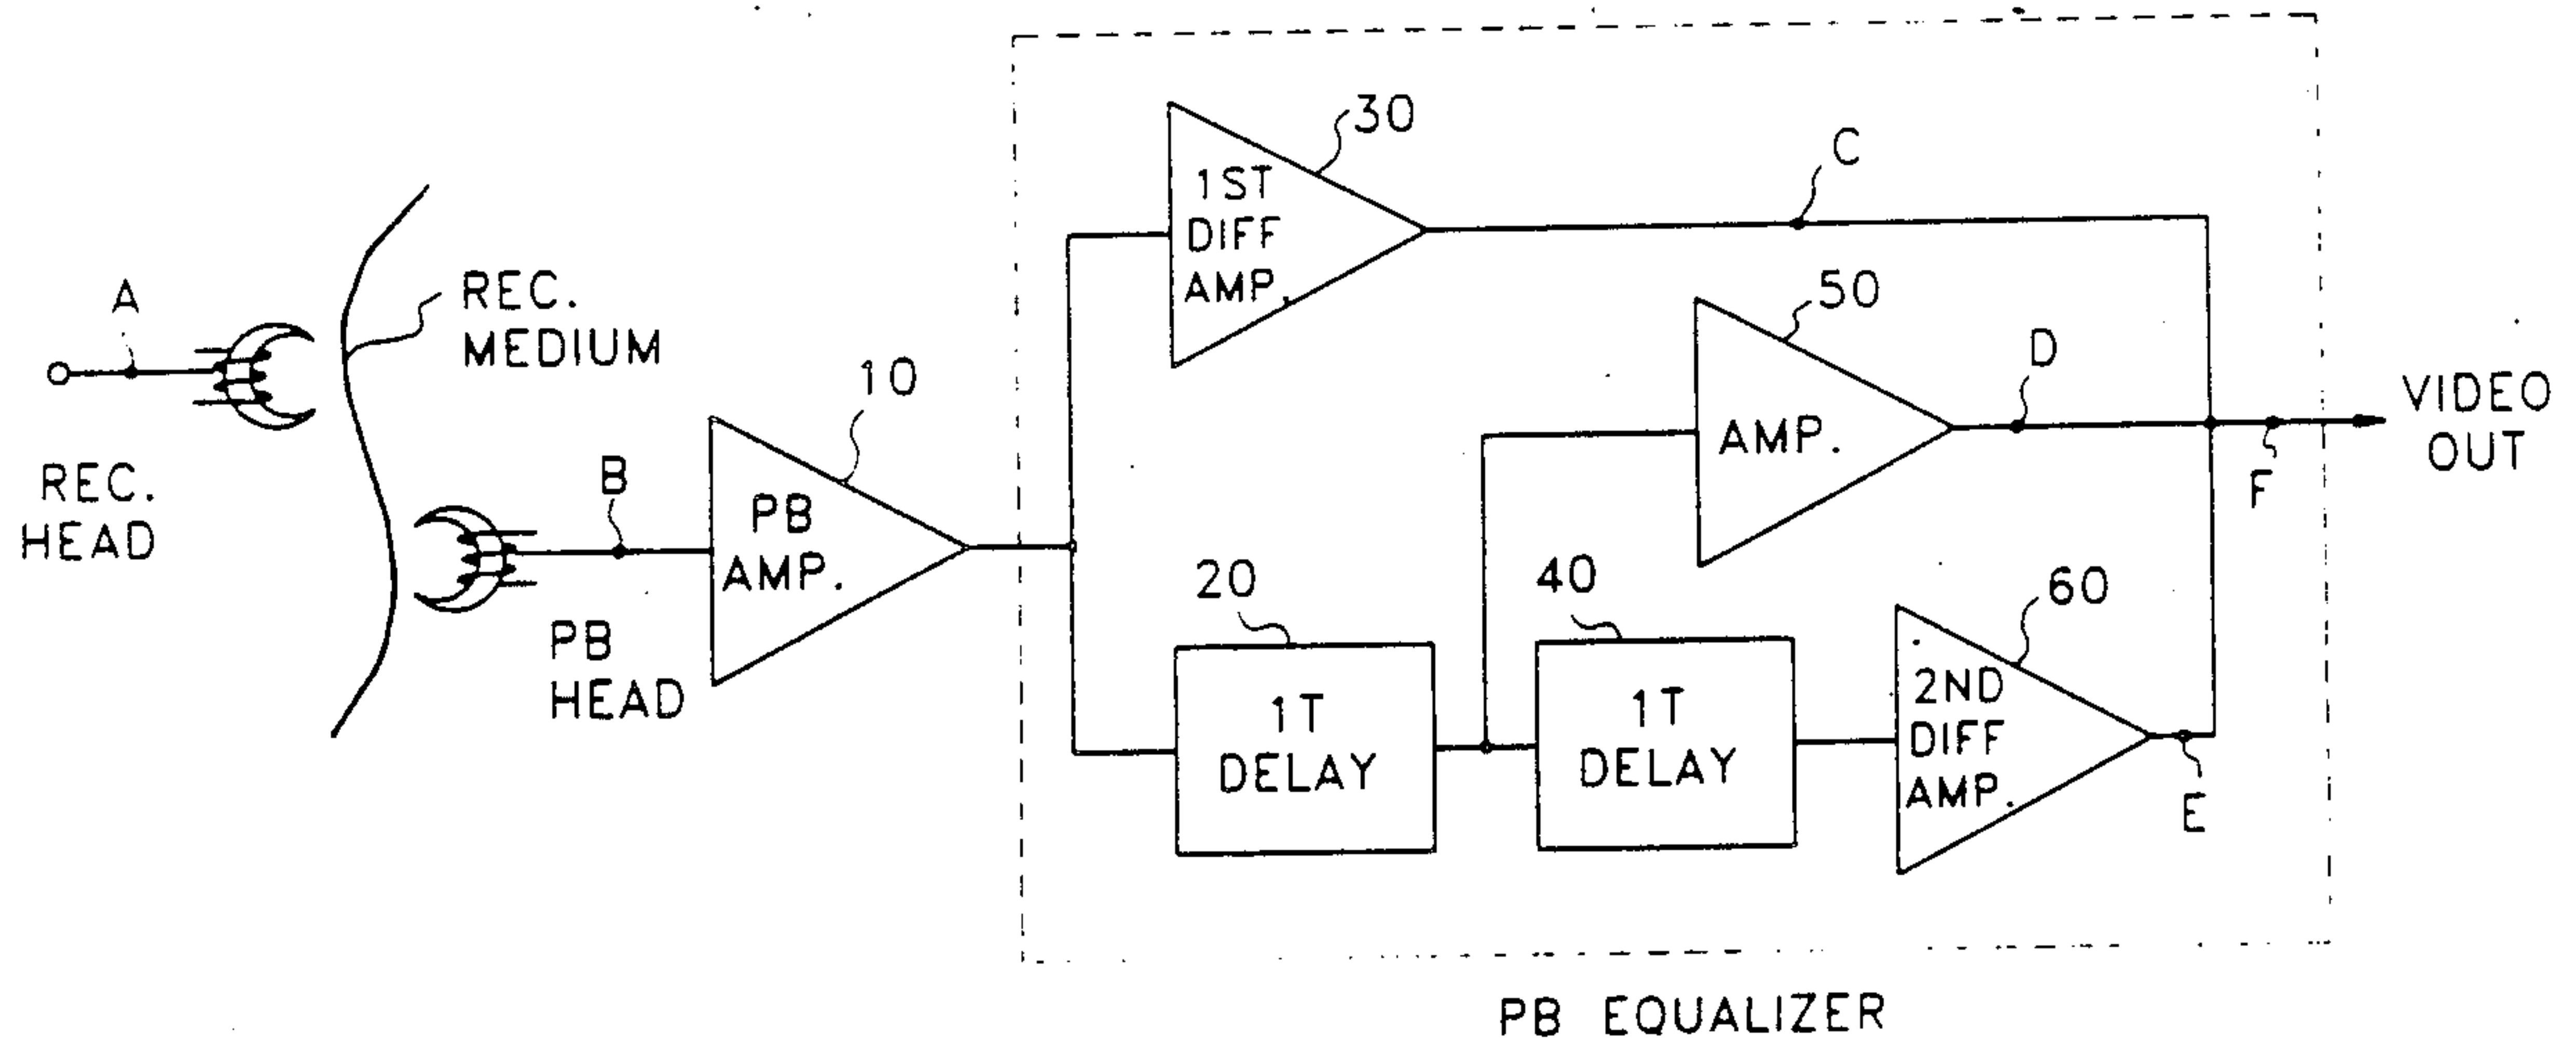 A
REC.
HEAD
REC.
MEDIUM
B
PB
HEAD
10
PB
AMP.
30
1ST
DIFF
AMP.
C
50
AMP.
D
20
1T
DELAY
40
1T
DELAY
60
2ND
DIFF
AMP.
E
F
VIDEO
OUT
PB EQUALIZER